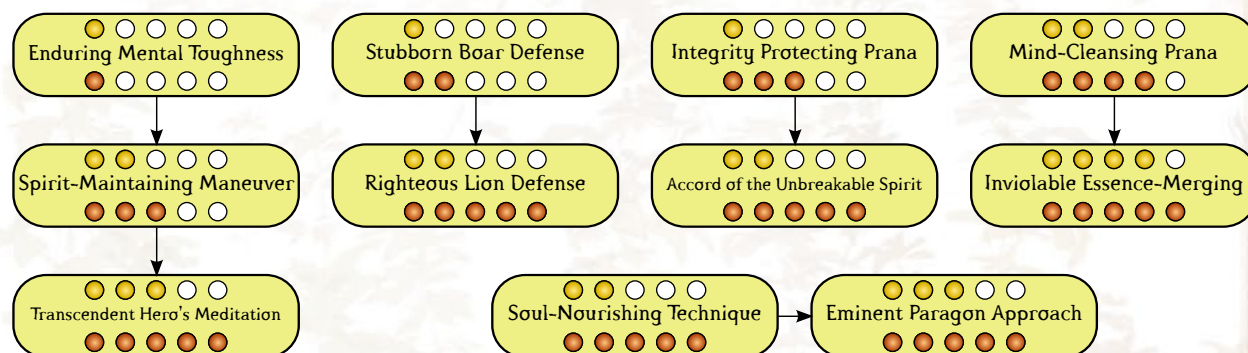 Enduring Mental Toughness
Stubborn Boar Defense
Integrity Protecting Prana
Mind-Cleansing Prana
Spirit-Maintaining Maneuver
Righteous Lion Defense
Accord of the Unbreakable Spirit
Inviolable Essence-Merging
Transcendent Hero's Meditation
Soul-Nourishing Technique
Eminent Paragon Approach